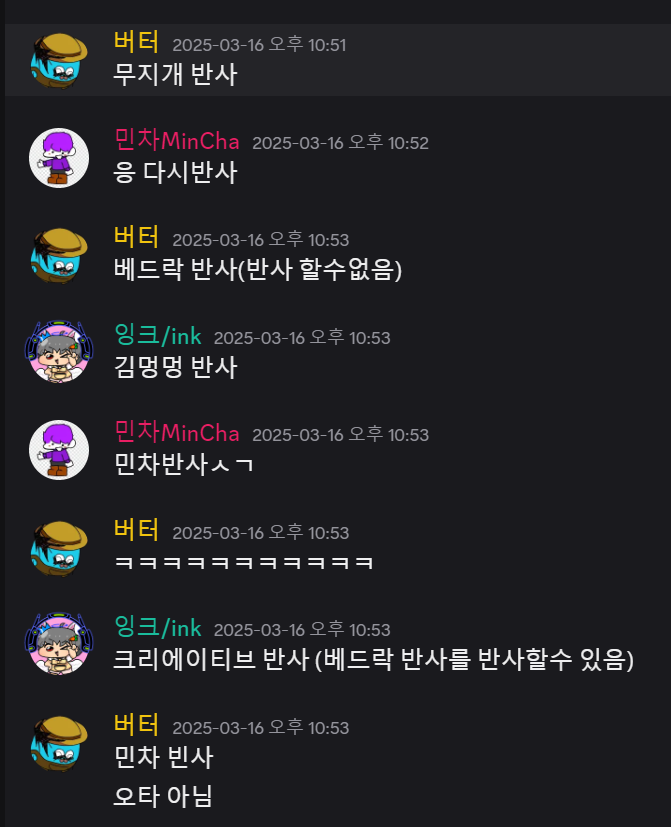 버터 2025-03-16 오후 10:51
무지개 반사
민차MinCha 2025-03-16 오후 10:52
응 다시반사
버터 2025-03-16 오후 10:53
베드락 반사(반사 할수없음)
잉크/ink 2025-03-16 오후 10:53
김멍멍 반사
민차MinCha 2025-03-16 오후 10:53
민차반사ㅅㄱ
버터 2025-03-16 오후 10:53
ㅋㅋㅋㅋㅋㅋㅋㅋㅋㅋㅋ
잉크/ink 2025-03-16 오후 10:53
크리에이티브 반사 (베드락 반사를 반사할수 있음)
버터 2025-03-16 오후 10:53
민차 빈사
오타 아님